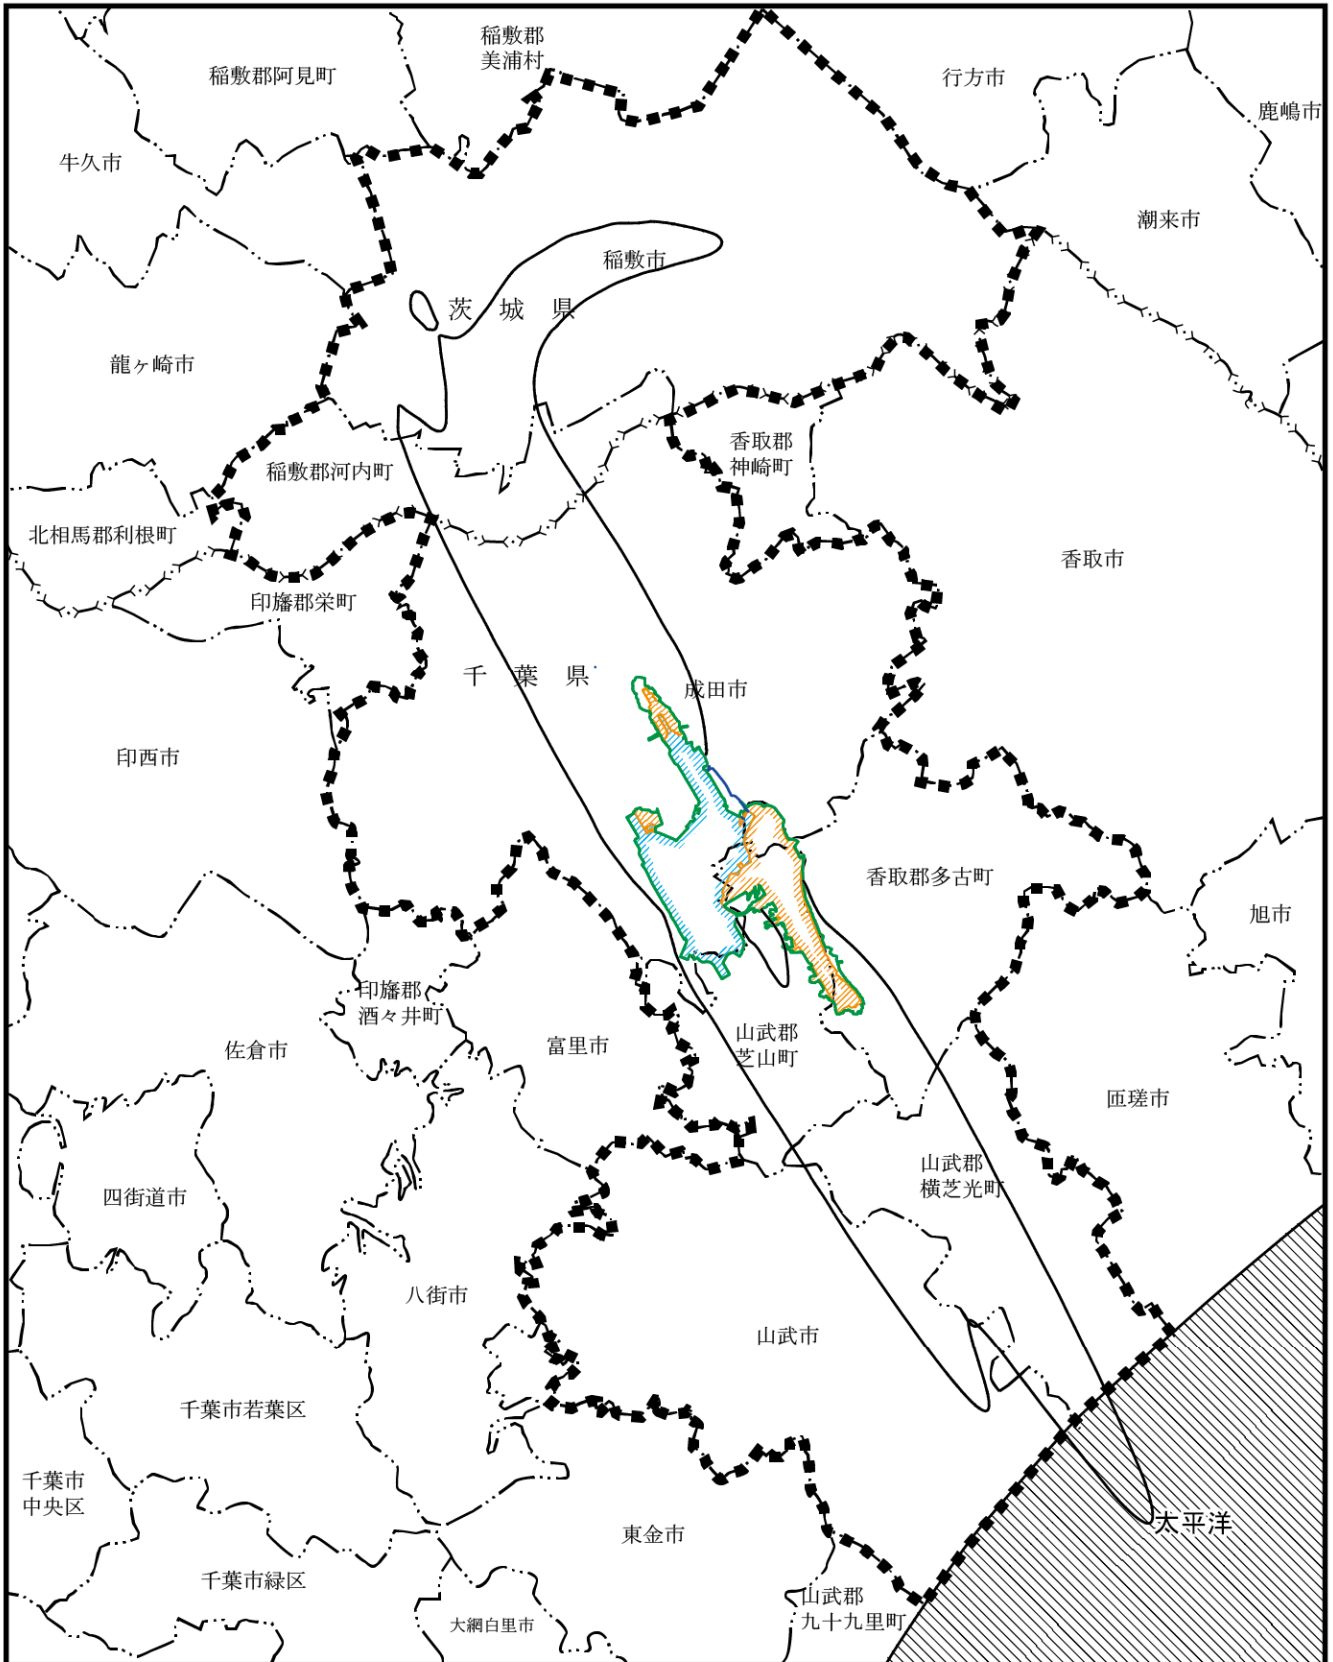 稲敷郡
美浦村
稲敷郡阿見町
行方市
鹿嶋市
牛久市
潮来市
稲敷市
茨城県
龍ヶ崎市
香取郡
神崎町
稲敷郡河内町
北相馬郡利根町
香取市
印旛郡栄町
千葉県
成田市
印西市
香取郡多古町
旭市
印旛郡
酒々井町
山武郡
芝山町
富里市
佐倉市
匝瑳市
山武郡
横芝光町
四街道市
八街市
山武市
千葉市若葉区
千葉市
中央区
太平洋
東金市
千葉市緑区
山武郡
九十九里町
大網白里市